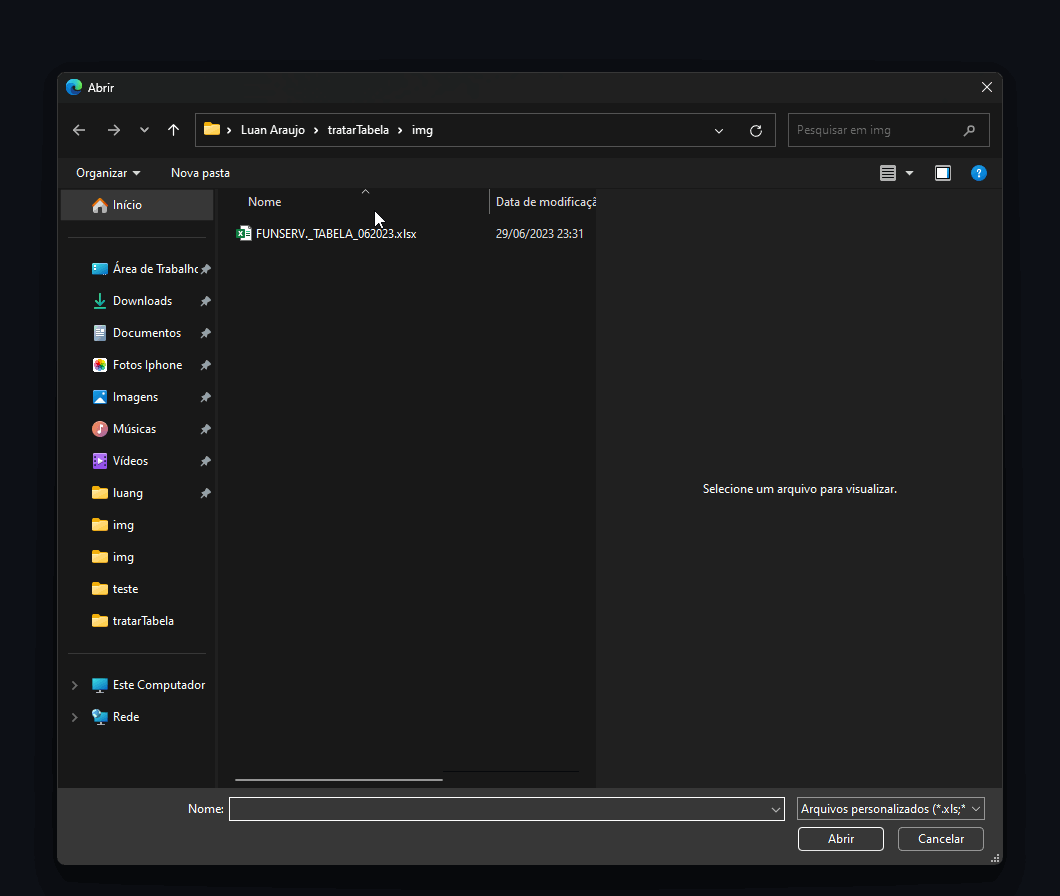 Abrir
Luan Araujo
tratarTabela
img
Pesquisar em img
Organizar
Nova pasta
?
Início
Nome
Data de modificaçã
FUNSERV._TABELA_062023.xlsx
29/06/2023 23:31
Área de Trabalho
Downloads
Documentos
Fotos Iphone
Imagens
Músicas
Vídeos
luang
img
img
teste
tratarTabela
Este Computador
Rede
Selecione um arquivo para visualizar.
Nome:
Arquivos personalizados (*.xls;*
Abrir
Cancelar